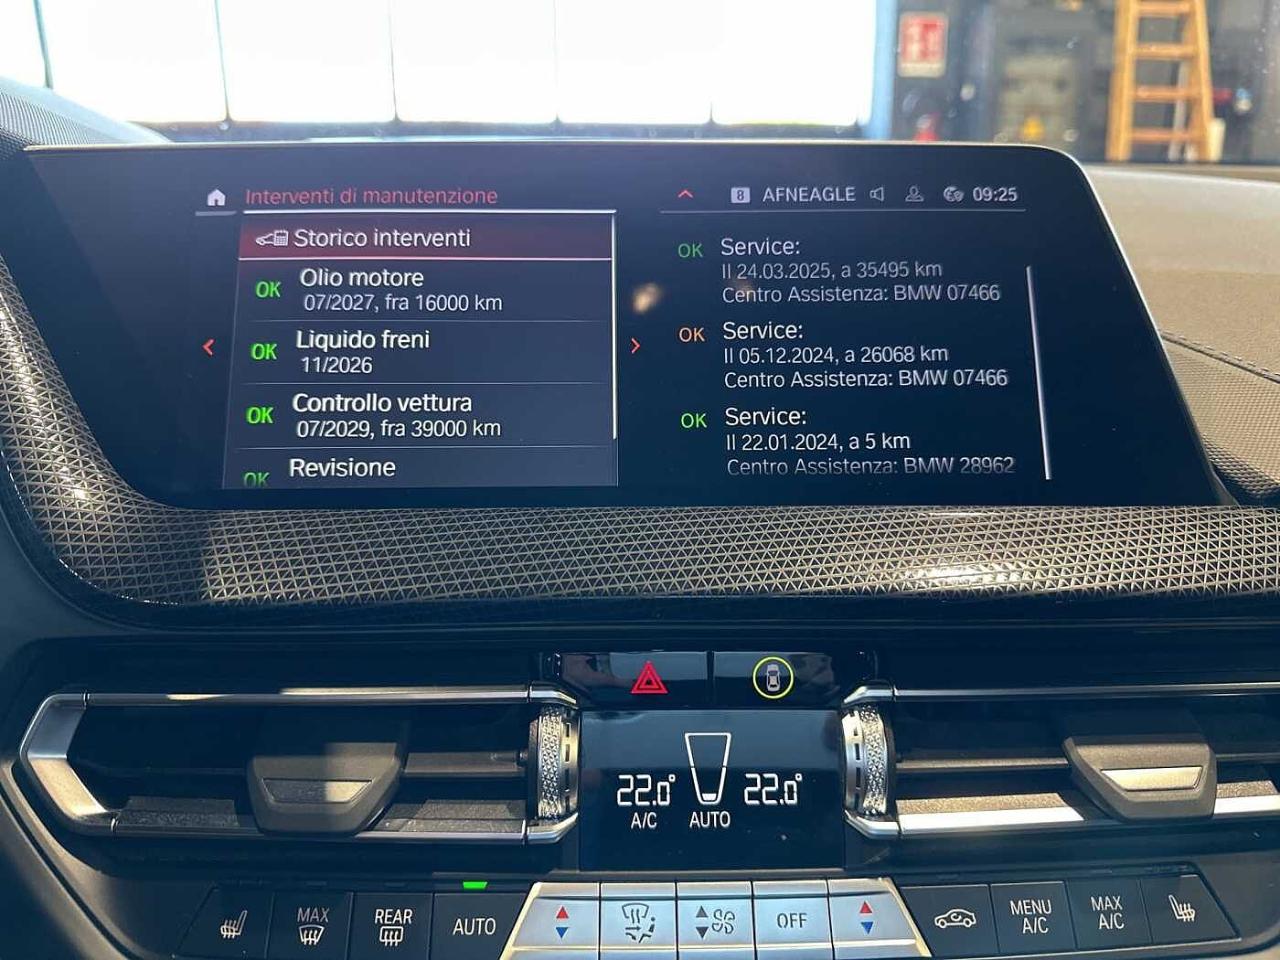 Interventi di manutenzione
8 AFNEAGLE 09:25
Storico interventi
OK Olio motore
07/2027, fra 16000 km
OK Liquido freni
11/2026
OK Controllo vettura
07/2029, fra 39000 km
OK Revisione
OK Service:
Il 24.03.2025, a 35495 km
Centro Assistenza: BMW 07466
OK Service:
Il 05.12.2024, a 26068 km
Centro Assistenza: BMW 07466
OK Service:
Il 22.01.2024, a 5 km
Centro Assistenza: BMW 28962
22.0° 22.0°
A/C AUTO
MAX
REAR
AUTO
OFF
MENU
A/C
MAX
A/C